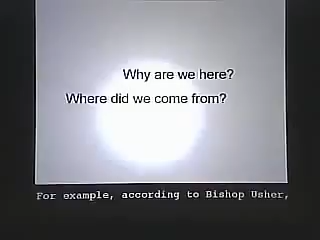 Why are we here?
Where did we come from?
For example, according to Bishop Usher,